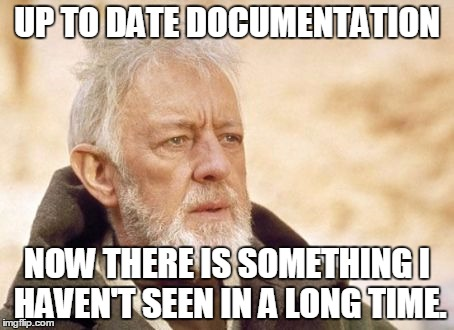 UP TO DATE DOCUMENTATION
NOW THERE IS SOMETHING I
HAVEN'T SEEN IN A LONG TIME.
imgflip.com